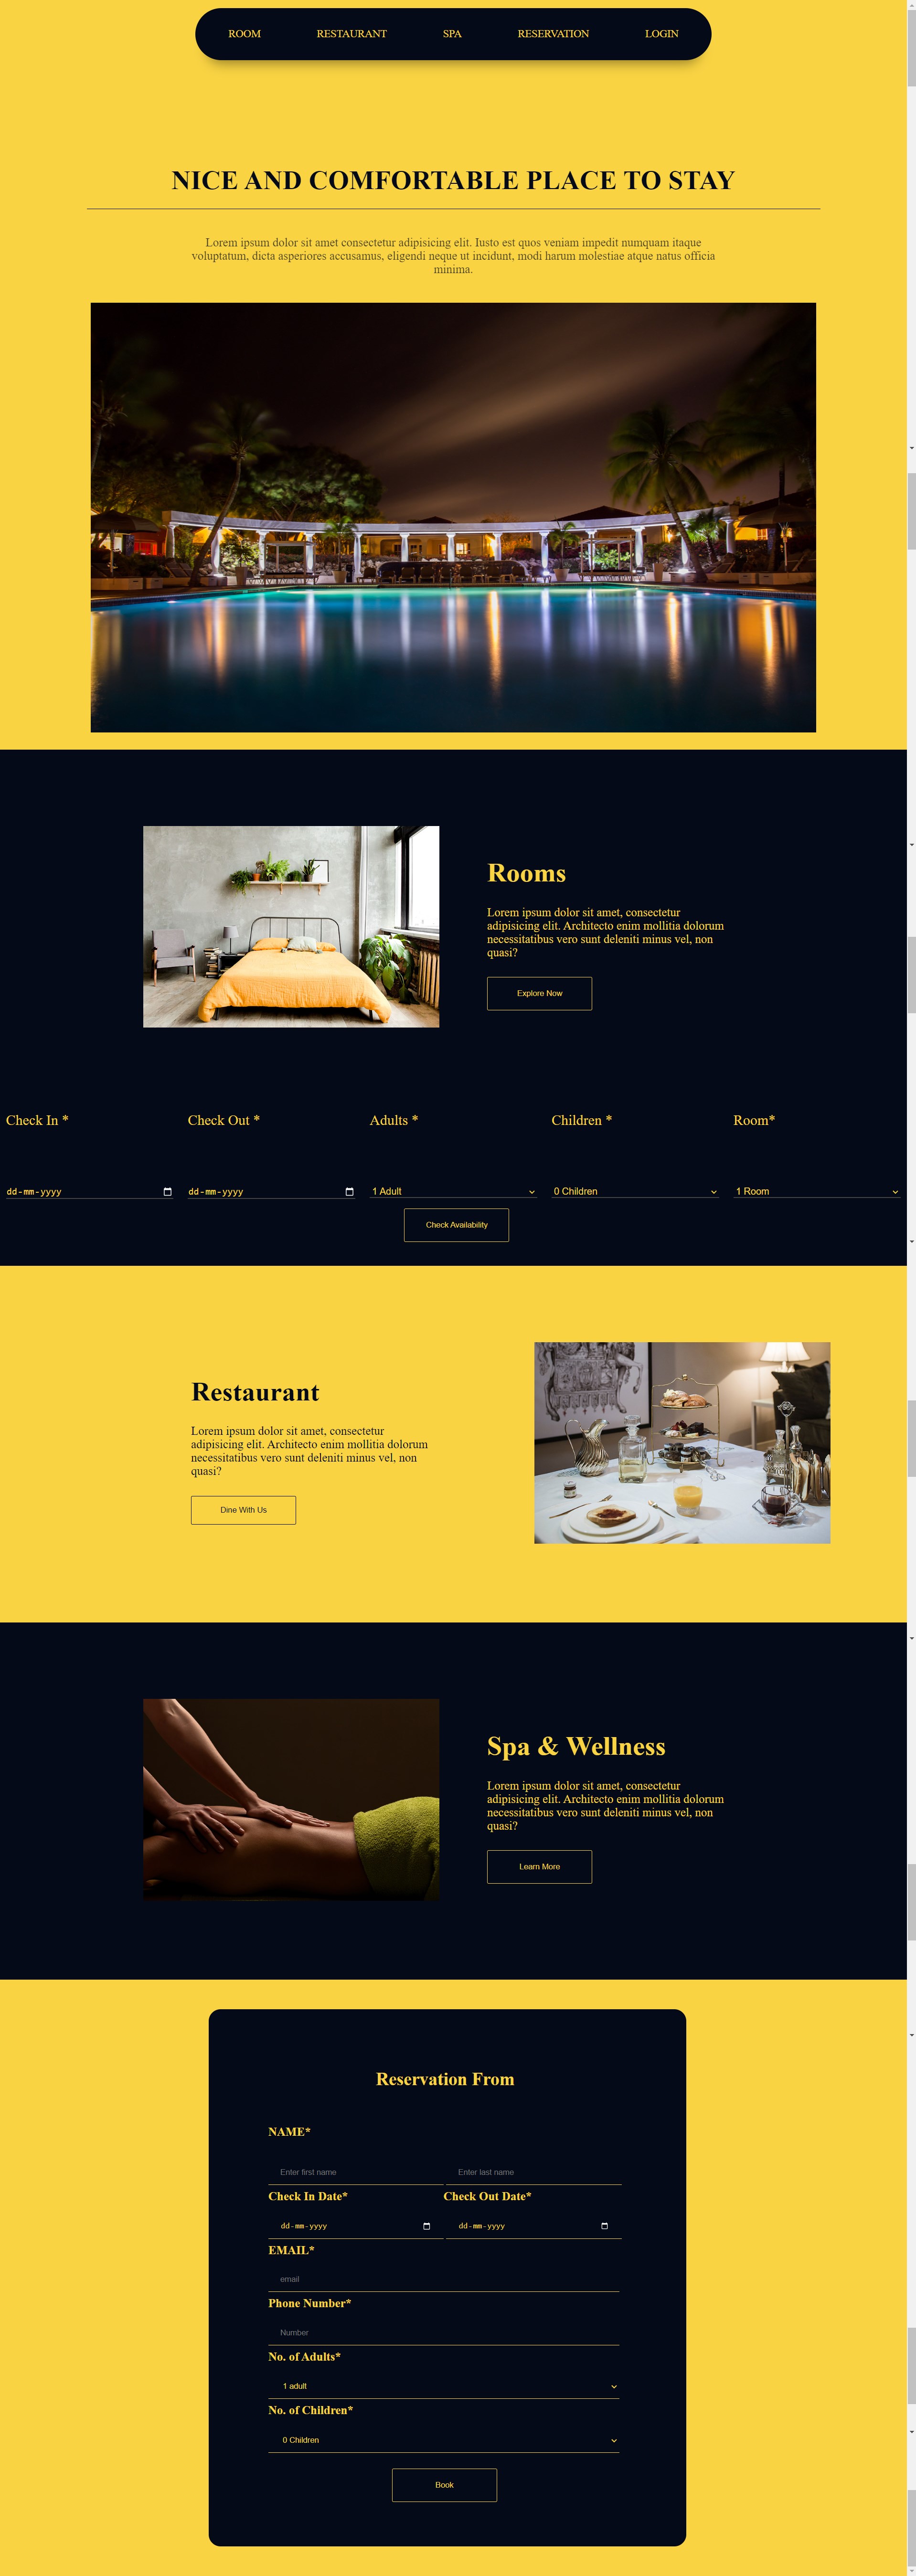 ROOM RESTAURANT SPA RESERVATION LOGIN
NICE AND COMFORTABLE PLACE TO STAY
Lorem ipsum dolor sit amet consectetur adipisicing elit. Iusto est quos veniam impedit numquam itaque
voluptatum, dicta asperiores accusamus, eligendi neque ut incidunt, modi harum molestiae atque natus officia
minima.
Rooms
Lorem ipsum dolor sit amet, consectetur
adipisicing elit. Architecto enim mollitia dolorum
necessitatibus vero sunt deleniti minus vel, non
quasi?
Explore Now
Check In * Check Out * Adults * Children * Room*
dd-mm-yyyy dd-mm-yyyy 1 Adult 0 Children 1 Room
Check Availability
Restaurant
Lorem ipsum dolor sit amet, consectetur
adipisicing elit. Architecto enim mollitia dolorum
necessitatibus vero sunt deleniti minus vel, non
quasi?
Dine With Us
Spa & Wellness
Lorem ipsum dolor sit amet, consectetur
adipisicing elit. Architecto enim mollitia dolorum
necessitatibus vero sunt deleniti minus vel, non
quasi?
Learn More
Reservation From
NAME*
Enter first name Enter last name
Check In Date* Check Out Date*
dd-mm-yyyy dd-mm-yyyy
EMAIL*
email
Phone Number*
Number
No. of Adults*
1 adult
No. of Children*
0 Children
Book